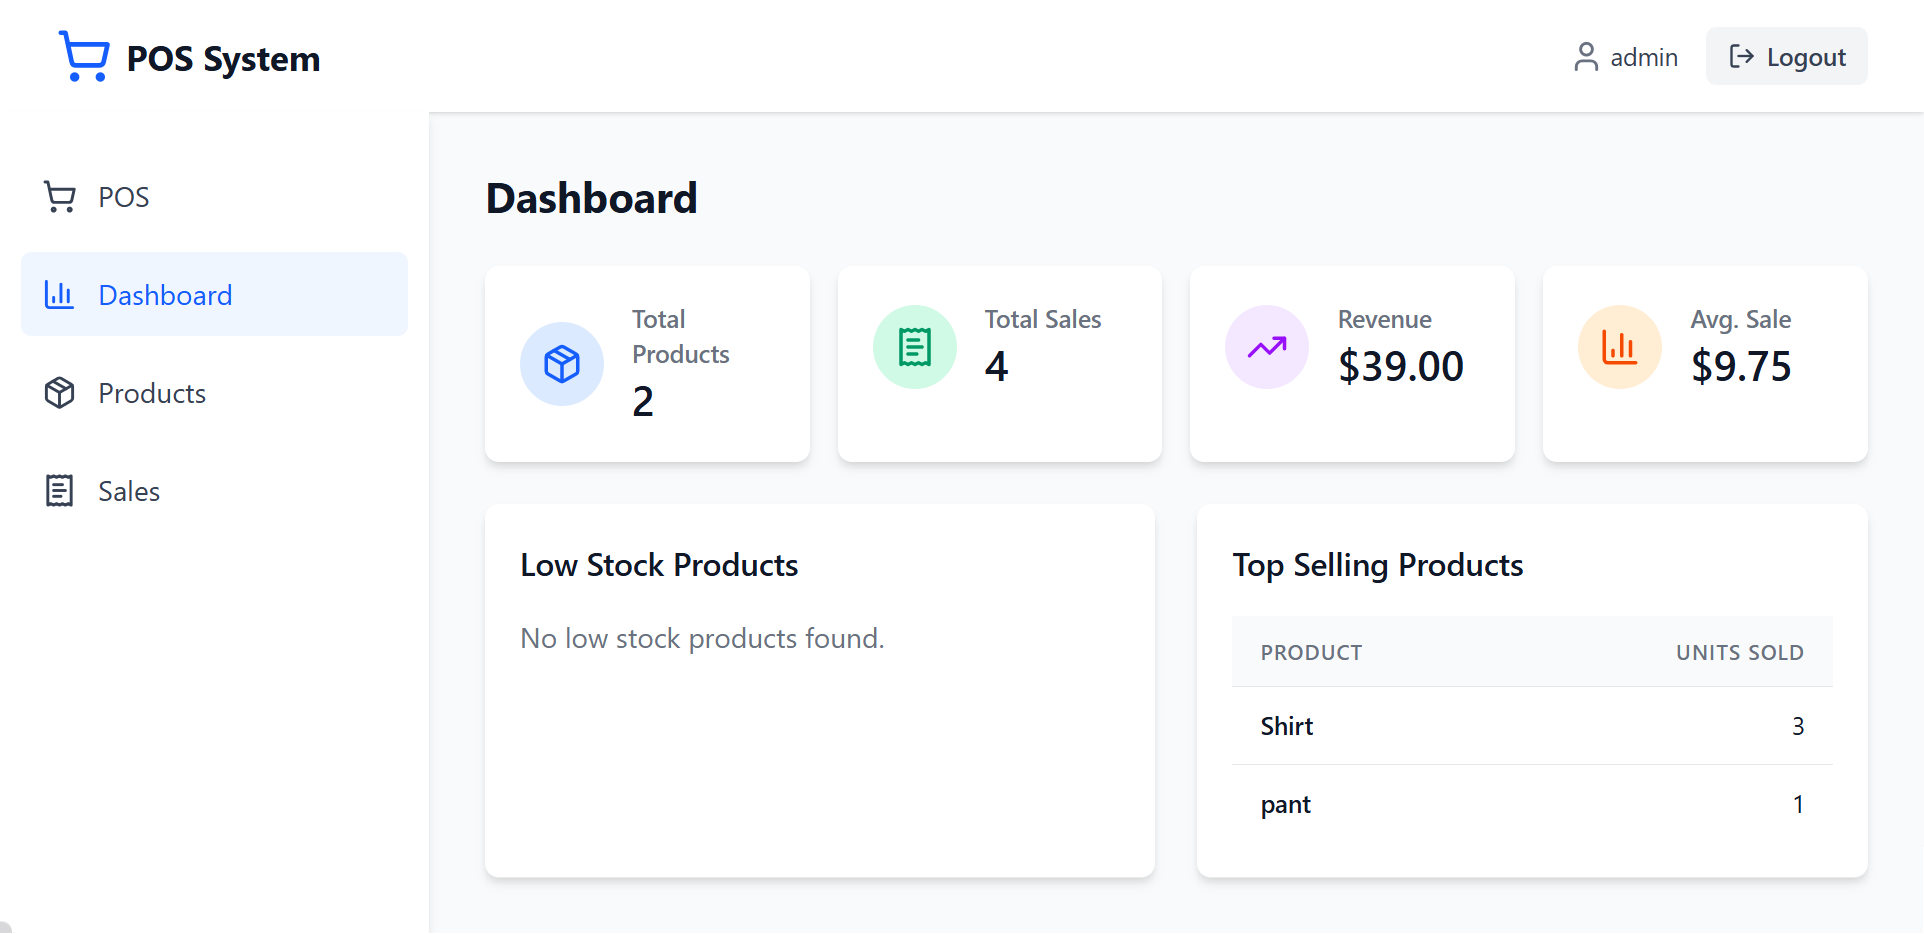 POS System
admin
Logout
POS
Dashboard
Products
Sales
Dashboard
Total
Products
2
Total Sales
4
Revenue
$39.00
Avg. Sale
$9.75
Low Stock Products
No low stock products found.
Top Selling Products
PRODUCT UNITS SOLD
Shirt 3
pant 1